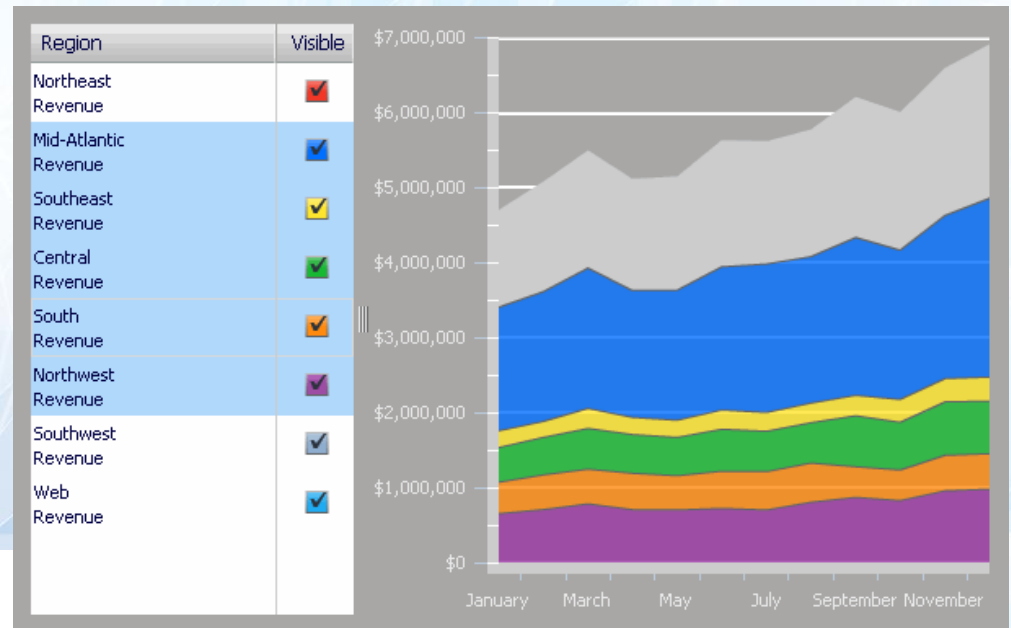 Region Visible
Northeast
Revenue
Mid-Atlantic
Revenue
Southeast
Revenue
Central
Revenue
South
Revenue
Northwest
Revenue
Southwest
Revenue
Web
Revenue
$7,000,000
$6,000,000
$5,000,000
$4,000,000
$3,000,000
$2,000,000
$1,000,000
$0
January March May July September November